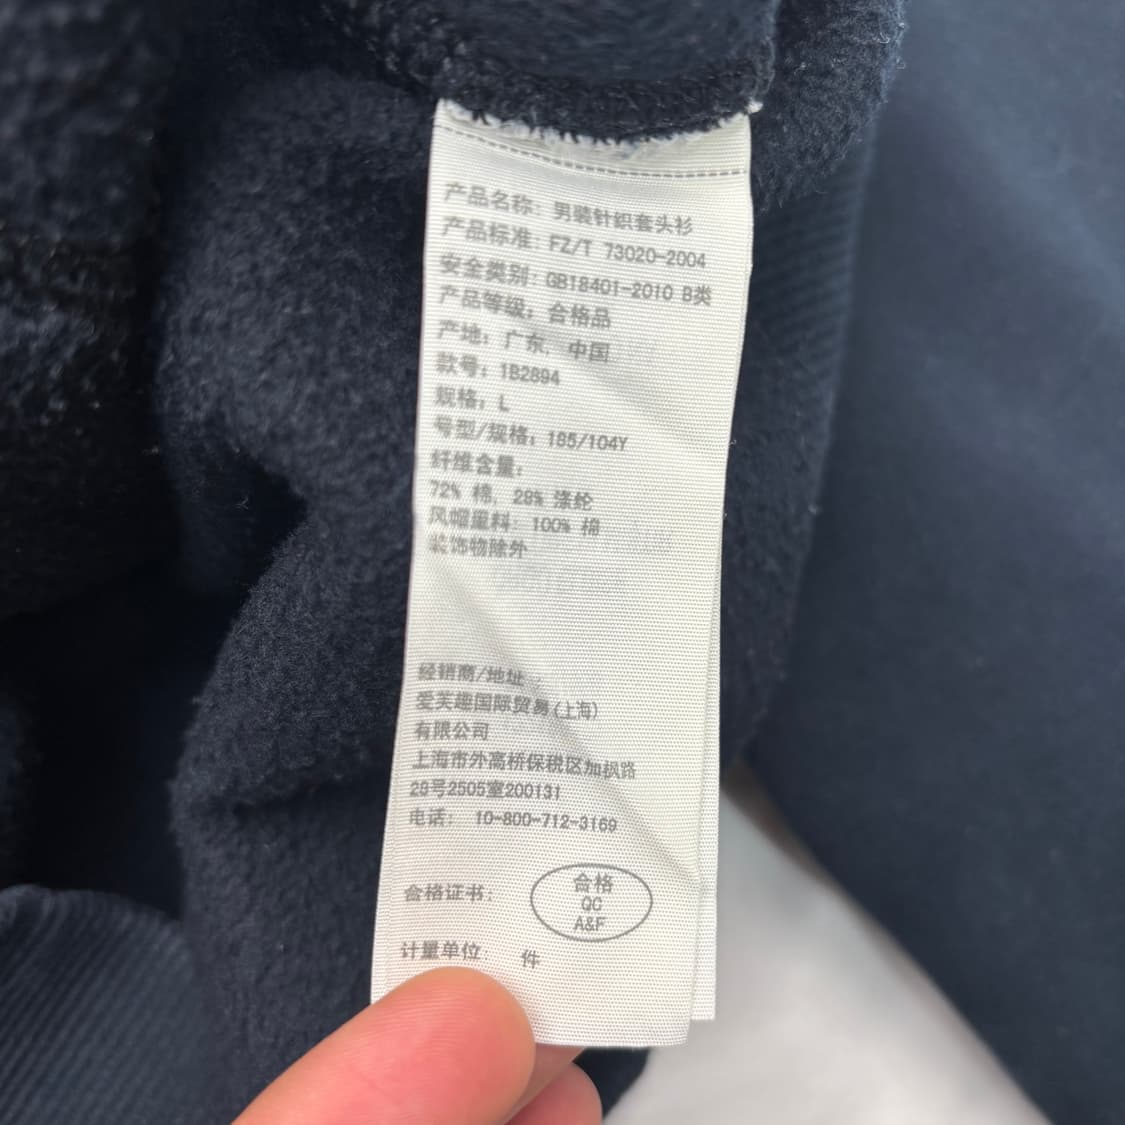 产品名称: 男装针织套头衫
产品标准: FZ/T 73020-2004
安全类别: GB18401-2010 B类
产品等级: 合格品
产地: 广东, 中国
款号: 1B2894
规格: L
号型/规格: 185/104Y
纤维含量:
72% 棉, 28% 涤纶
风帽里料: 100% 棉
装饰物除外
经销商/地址
爱芙趣国际贸易(上海)
有限公司
上海市外高桥保税区加枫路
28号2505室200131
电话: 10-800-712-3169
合格证书:
合格
QC
A&F
计量单位 件